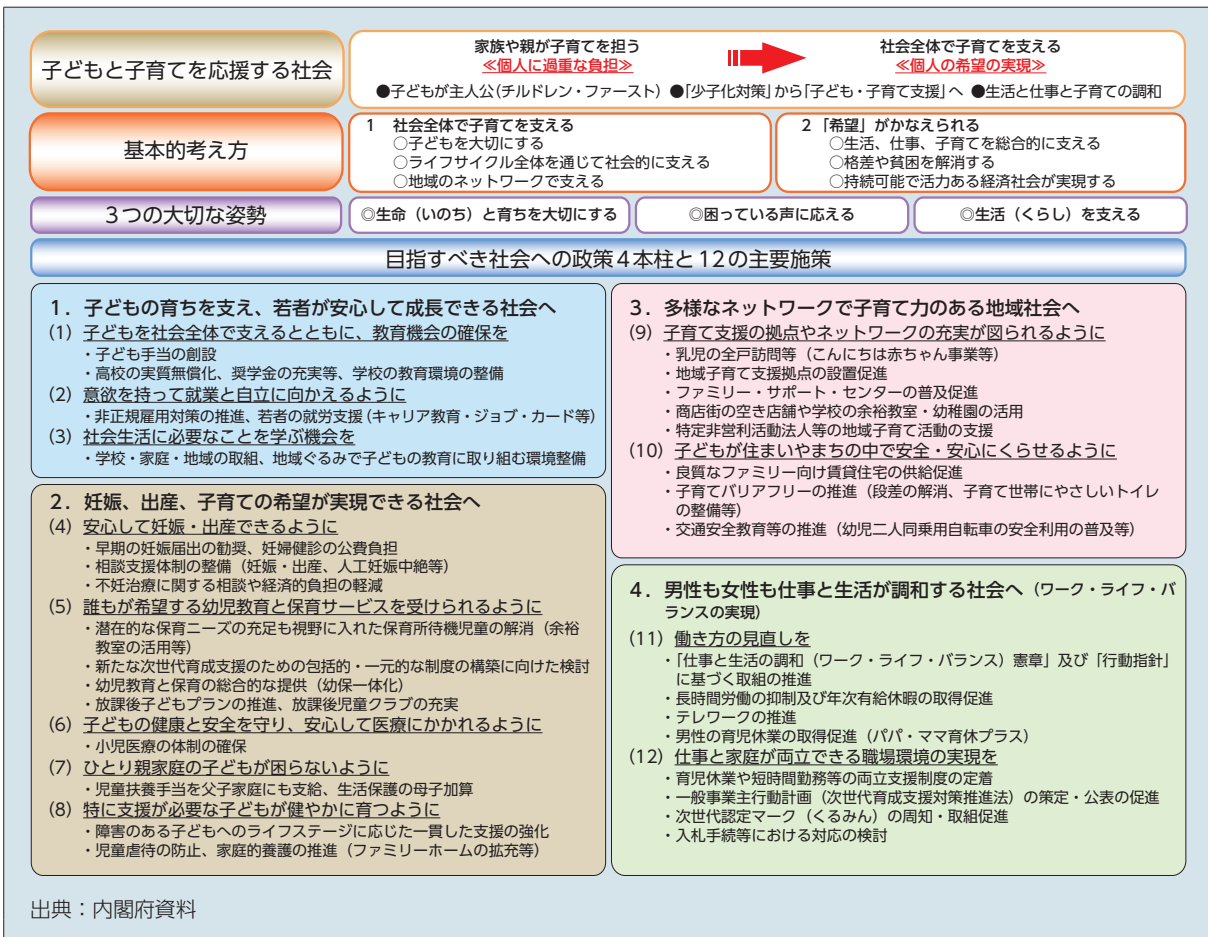 子どもと子育てを応援する社会
家族や親が子育てを担う
≪個人に過重な負担≫
社会全体で子育てを支える
≪個人の希望の実現≫
●子どもが主人公(チルドレン・ファースト) ●「少子化対策」から「子ども・子育て支援」へ ●生活と仕事と子育ての調和
基本的考え方
1 社会全体で子育てを支える
○子どもを大切にする
○ライフサイクル全体を通じて社会的に支える
○地域のネットワークで支える
2 「希望」がかなえられる
○生活、仕事、子育てを総合的に支える
○格差や貧困を解消する
○持続可能で活力ある経済社会が実現する
3つの大切な姿勢
◎生命(いのち)と育ちを大切にする
◎困っている声に応える
◎生活(くらし)を支える
目指すべき社会への政策4本柱と12の主要施策
1.子どもの育ちを支え、若者が安心して成長できる社会へ
(1) 子どもを社会全体で支えるとともに、教育機会の確保を
・子ども手当の創設
・高校の実質無償化、奨学金の充実等、学校の教育環境の整備
(2) 意欲を持って就業と自立に向かえるように
・非正規雇用対策の推進、若者の就労支援(キャリア教育・ジョブ・カード等)
(3) 社会生活に必要なことを学ぶ機会を
・学校・家庭・地域の取組、地域ぐるみで子どもの教育に取り組む環境整備
2.妊娠、出産、子育ての希望が実現できる社会へ
(4) 安心して妊娠・出産できるように
・早期の妊娠届出の勧奨、妊婦健診の公費負担
・相談支援体制の整備(妊娠・出産、人工妊娠中絶等)
・不妊治療に関する相談や経済的負担の軽減
(5) 誰もが希望する幼児教育と保育サービスを受けられるように
・潜在的な保育ニーズの充足も視野に入れた保育所待機児童の解消(余裕
教室の活用等)
・新たな次世代育成支援のための包括的・一元的な制度の構築に向けた検討
・幼児教育と保育の総合的な提供(幼保一体化)
・放課後子どもプランの推進、放課後児童クラブの充実
(6) 子どもの健康と安全を守り、安心して医療にかかれるように
・小児医療の体制の確保
(7) ひとり親家庭の子どもが困らないように
・児童扶養手当を父子家庭にも支給、生活保護の母子加算
(8) 特に支援が必要な子どもが健やかに育つように
・障害のある子どもへのライフステージに応じた一貫した支援の強化
・児童虐待の防止、家庭的養護の推進(ファミリーホームの拡充等)
3.多様なネットワークで子育て力のある地域社会へ
(9) 子育て支援の拠点やネットワークの充実が図られるように
・乳児の全戸訪問等(こんにちは赤ちゃん事業等)
・地域子育て支援拠点の設置促進
・ファミリー・サポート・センターの普及促進
・商店街の空き店舗や学校の余裕教室・幼稚園の活用
・特定非営利活動法人等の地域子育て活動の支援
(10) 子どもが住まいやまちの中で安全・安心にくらせるように
・良質なファミリー向け賃貸住宅の供給促進
・子育てバリアフリーの推進(段差の解消、子育て世帯にやさしいトイレ
の整備等)
・交通安全教育等の推進(幼児二人同乗用自転車の安全利用の普及等)
4.男性も女性も仕事と生活が調和する社会へ(ワーク・ライフ・バ
ランスの実現)
(11) 働き方の見直しを
・「仕事と生活の調和(ワーク・ライフ・バランス)憲章」及び「行動指針」
に基づく取組の推進
・長時間労働の抑制及び年次有給休暇の取得促進
・テレワークの推進
・男性の育児休業の取得促進(パパ・ママ育休プラス)
(12) 仕事と家庭が両立できる職場環境の実現を
・育児休業や短時間勤務等の両立支援制度の定着
・一般事業主行動計画(次世代育成支援対策推進法)の策定・公表の促進
・次世代認定マーク(くるみん)の周知・取組促進
・入札手続等における対応の検討
出典:内閣府資料